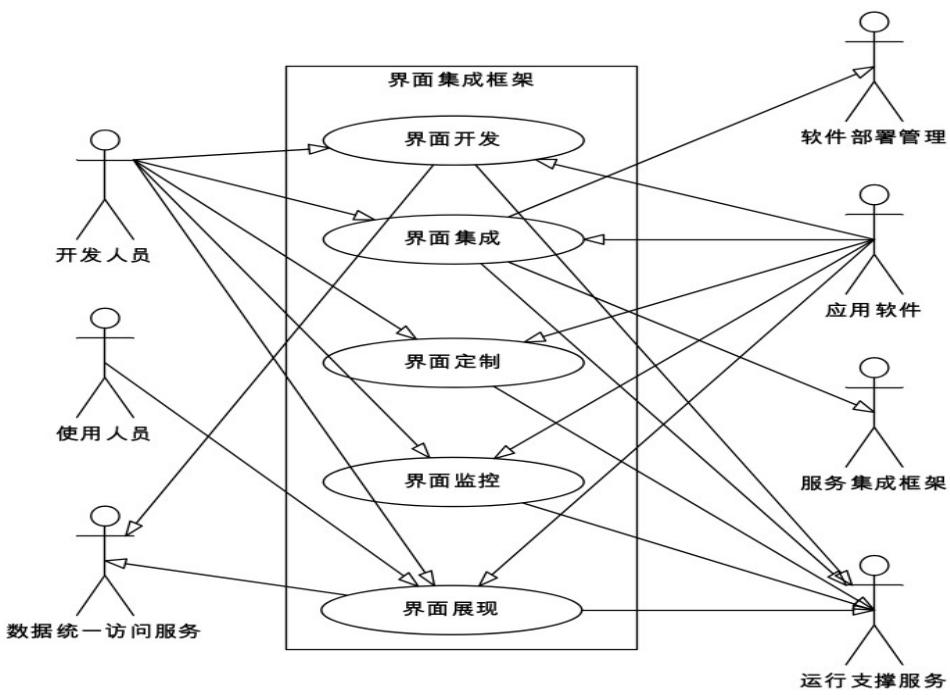 界面集成框架
界面开发
界面集成
界面定制
界面监控
界面展现
开发人员
使用人员
数据统一访问服务
软件部署管理
应用软件
服务集成框架
运行支撑服务